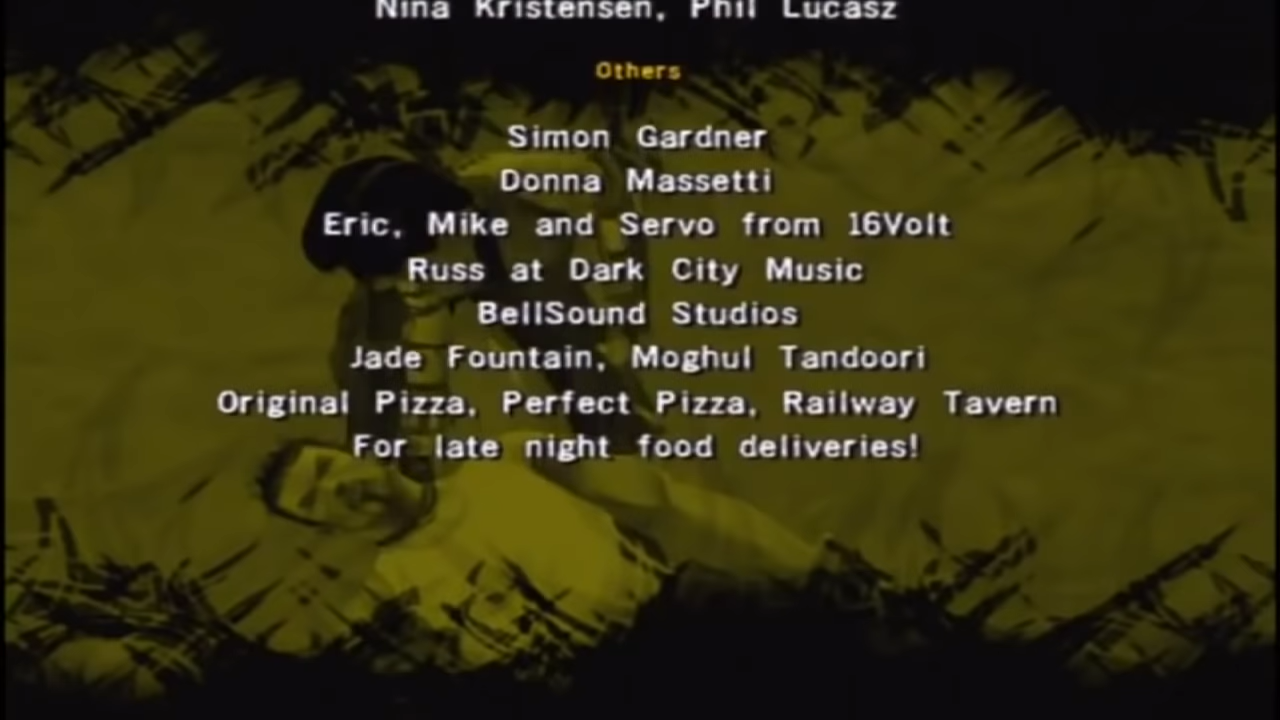 Nina Kristensen, Phil Lucasz
Others
Simon Gardner
Donna Massetti
Eric, Mike and Servo from 16Volt
Russ at Dark City Music
BellSound Studios
Jade Fountain, Moghul Tandoori
Original Pizza, Perfect Pizza, Railway Tavern
For late night food deliveries!